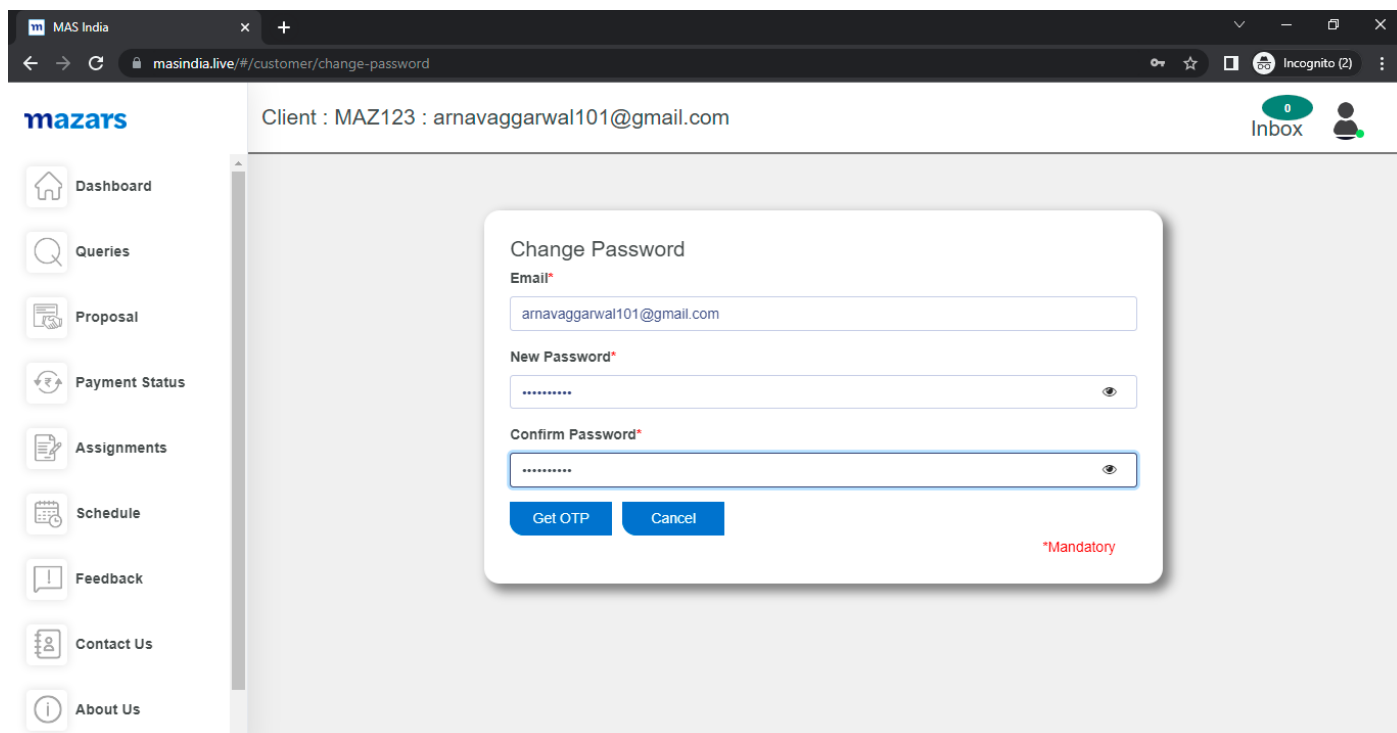 MAS India
masindia.live/#/customer/change-password
Incognito (2)
mazars
Client : MAZ123 : arnavaggarwal101@gmail.com
0
Inbox
Dashboard
Queries
Proposal
Payment Status
Assignments
Schedule
Feedback
Contact Us
About Us
Change Password
Email*
arnavaggarwal101@gmail.com
New Password*
••••••••••
Confirm Password*
••••••••••
Get OTP Cancel
*Mandatory